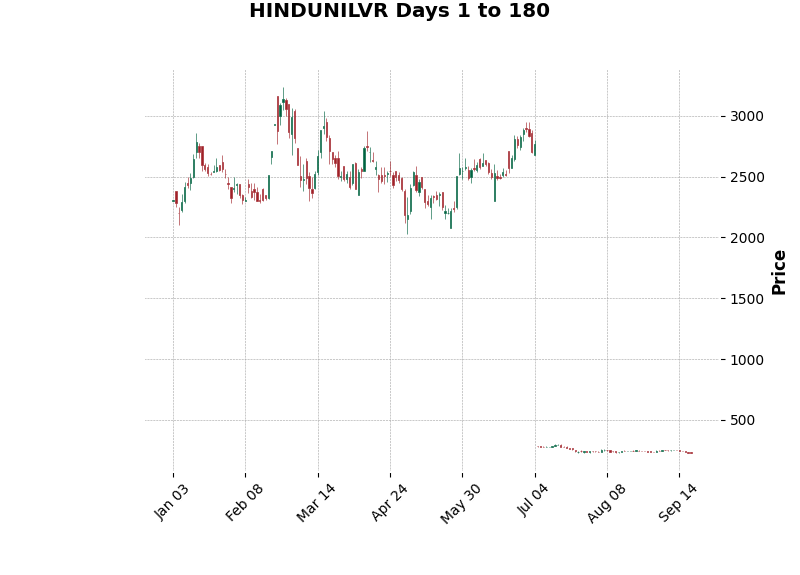 HINDUNILVR Days 1 to 180
3000
2500
2000
1500
1000
500
Price
Jan 03
Feb 08
Mar 14
Apr 24
May 30
Jul 04
Aug 08
Sep 14